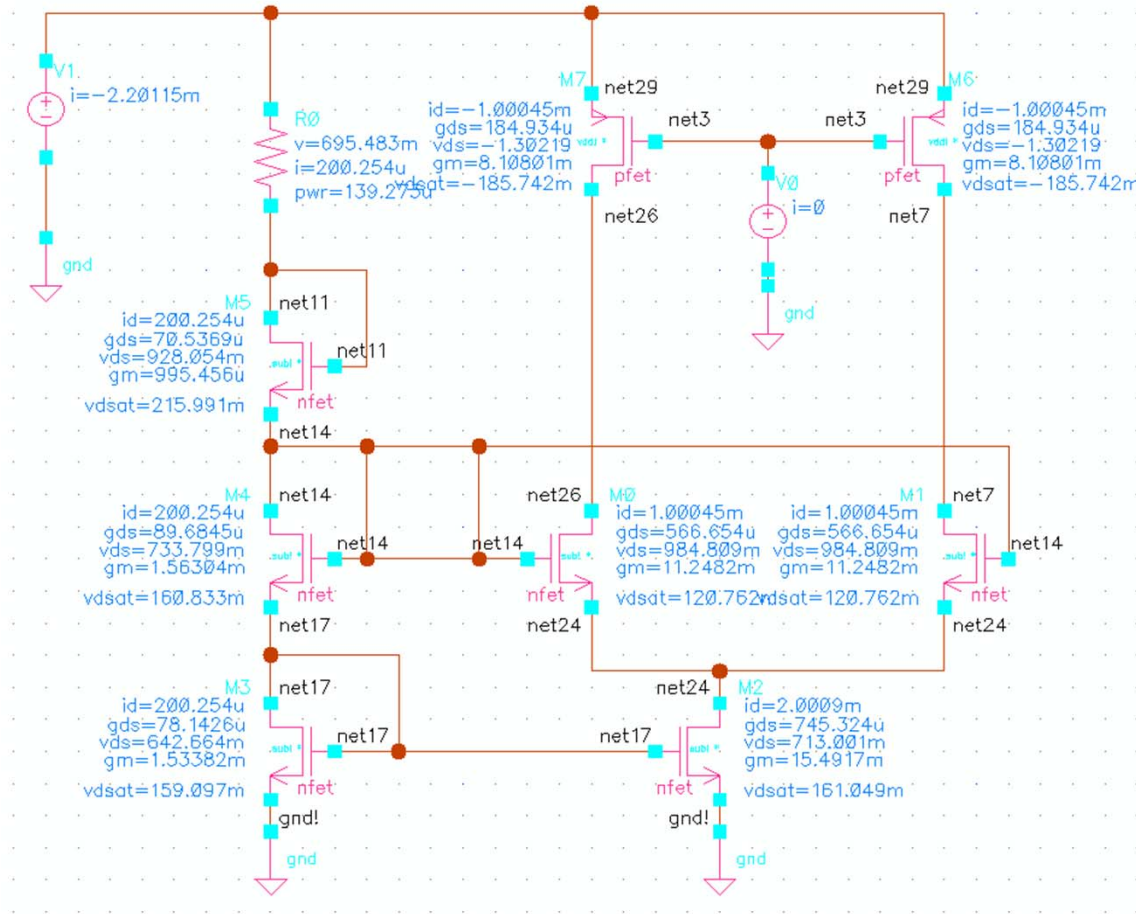 V1
i=-2.20115m
gnd
R0
v=695.483m
i=200.254u
pwr=139.275u
M7
net29
id=-1.00045m
gds=184.934u
vds=-1.30219
gm=8.10801m
vdsat=-185.742m
pfet
net3
net26
net29
M6
net3
id=-1.00045m
gds=184.934u
vds=-1.30219
gm=8.10801m
vdsat=-185.742m
pfet
net7
V0
i=0
gnd
M5
net11
id=200.254u
gds=70.5369u
vds=928.054m
gm=995.456u
vdsat=215.991m
net11
nfet
net14
M4
net14
id=200.254u
gds=89.6845u
vds=733.799m
gm=1.56304m
vdsat=160.833m
net14
nfet
net17
net26
M0
id=1.00045m
gds=566.654u
vds=984.809m
gm=11.2482m
vdsat=120.762m
net14
nfet
net24
M1
net7
id=1.00045m
gds=566.654u
vds=984.809m
gm=11.2482m
vdsat=120.762m
net14
nfet
net24
M3
net17
id=200.254u
gds=78.1426u
vds=642.664m
gm=1.53382m
vdsat=159.097m
net17
nfet
gnd!
gnd
net24
M2
id=2.0009m
gds=745.324u
vds=713.001m
gm=15.4917m
vdsat=161.049m
net17
nfet
gnd!
gnd